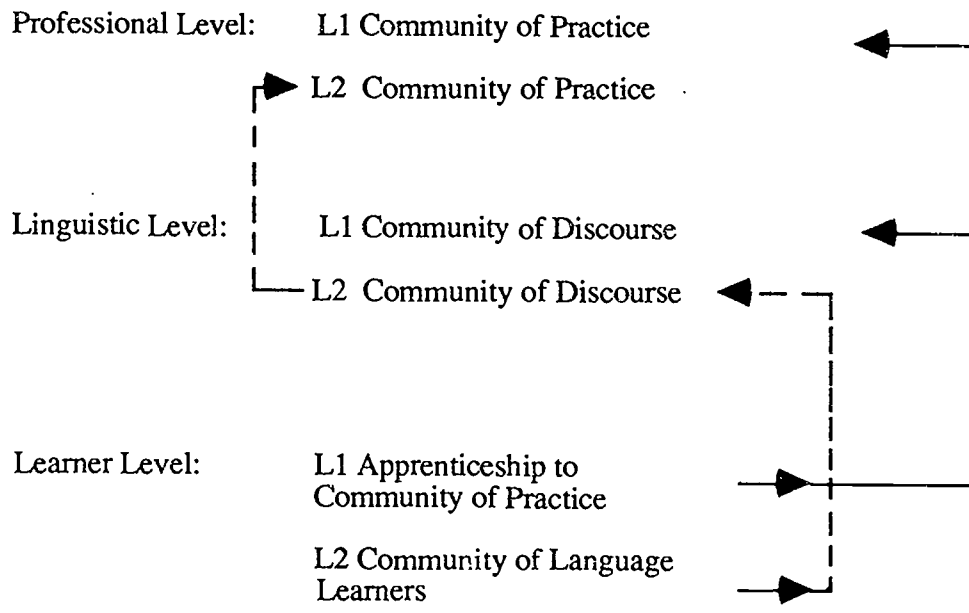 Professional Level: L1 Community of Practice
L2 Community of Practice
Linguistic Level: L1 Community of Discourse
L2 Community of Discourse
Learner Level: L1 Apprenticeship to
Community of Practice
L2 Community of Language
Learners